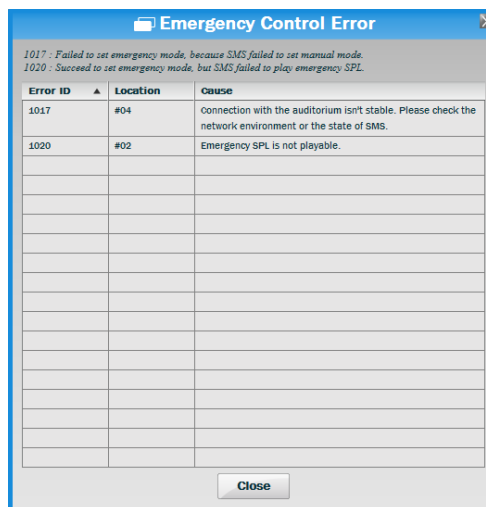 Emergency Control Error
1017 : Failed to set emergency mode, because SMS failed to set manual mode.
1020 : Succeed to set emergency mode, but SMS failed to play emergency SPL.
Error ID ▲ Location Cause
1017 #04 Connection with the auditorium isn't stable. Please check the
network environment or the state of SMS.
1020 #02 Emergency SPL is not playable.
Close